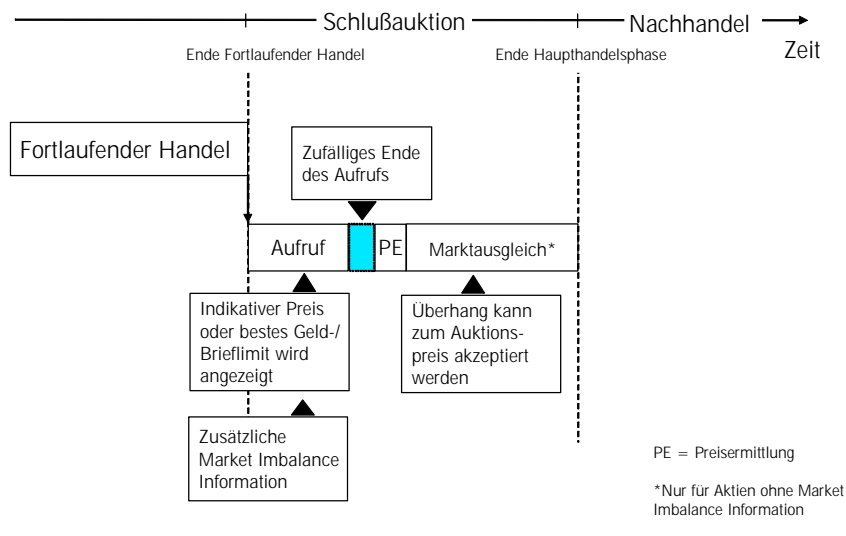 Schlußauktion
Nachhandel
Zeit
Ende Fortlaufender Handel
Ende Haupthandelsphase
Fortlaufender Handel
Zufälliges Ende
des Aufrufs
Aufruf
PE
Marktausgleich*
Indikativer Preis
oder bestes Geld-/
Brieflimit wird
angezeigt
Überhang kann
zum Auktions-
preis akzeptiert
werden
Zusätzliche
Market Imbalance
Information
PE = Preisermittlung
*Nur für Aktien ohne Market
Imbalance Information